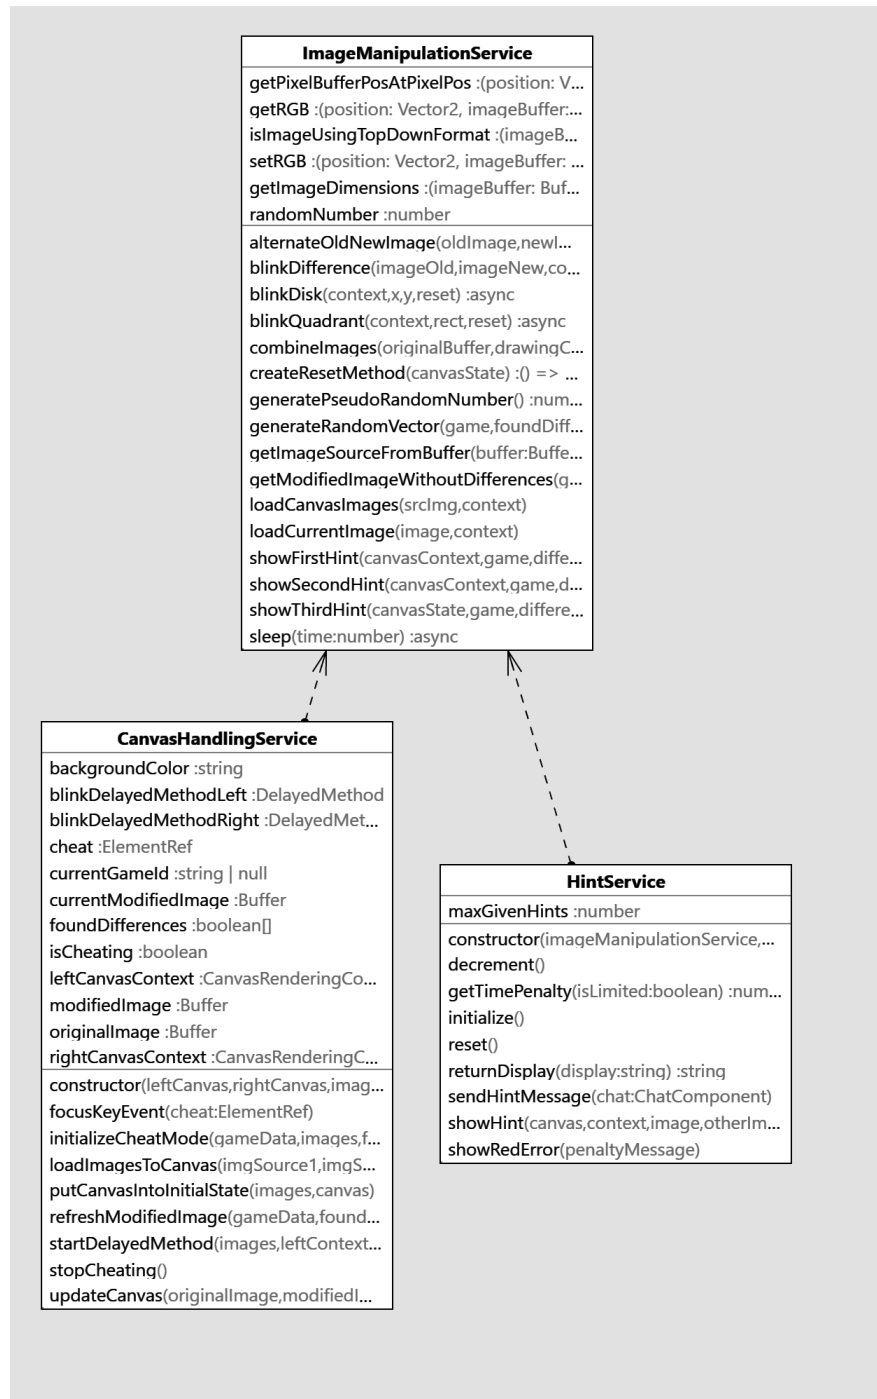 ImageManipulationService
getPixelBufferPosAtPixelPos :(position: V...
getRGB :(position: Vector2, imageBuffer:...
isImageUsingTopDownFormat :(imageB...
setRGB :(position: Vector2, imageBuffer: ...
getImageDimensions :(imageBuffer: Buf...
randomNumber :number
alternateOldNewImage(oldImage,newI...
blinkDifference(imageOld,imageNew,co...
blinkDisk(context,x,y,reset) :async
blinkQuadrant(context,rect,reset) :async
combineImages(originalBuffer,drawingC...
createResetMethod(canvasState) :() => ...
generatePseudoRandomNumber() :num...
generateRandomVector(game,foundDiff...
getImageSourceFromBuffer(buffer:Buffe...
getModifiedImageWithoutDifferences(g...
loadCanvasImages(srcImg,context)
loadCurrentImage(image,context)
showFirstHint(canvasContext,game,diffe...
showSecondHint(canvasContext,game,d...
showThirdHint(canvasState,game,differe...
sleep(time:number) :async
CanvasHandlingService
backgroundColor :string
blinkDelayedMethodLeft :DelayedMethod
blinkDelayedMethodRight :DelayedMet...
cheat :ElementRef
currentGameId :string | null
currentModifiedImage :Buffer
foundDifferences :boolean[]
isCheating :boolean
leftCanvasContext :CanvasRenderingCo...
modifiedImage :Buffer
originalImage :Buffer
rightCanvasContext :CanvasRenderingC...
constructor(leftCanvas,rightCanvas,imag...
focusKeyEvent(cheat:ElementRef)
initializeCheatMode(gameData,images,f...
loadImagesToCanvas(imgSource1,imgS...
putCanvasIntoInitialState(images,canvas)
refreshModifiedImage(gameData,found...
startDelayedMethod(images,leftContext...
stopCheating()
updateCanvas(originalImage,modifiedI...
HintService
maxGivenHints :number
constructor(imageManipulationService,...
decrement()
getTimePenalty(isLimited:boolean) :num...
initialize()
reset()
returnDisplay(display:string) :string
sendHintMessage(chat:ChatComponent)
showHint(canvas,context,image,otherIm...
showRedError(penaltyMessage)